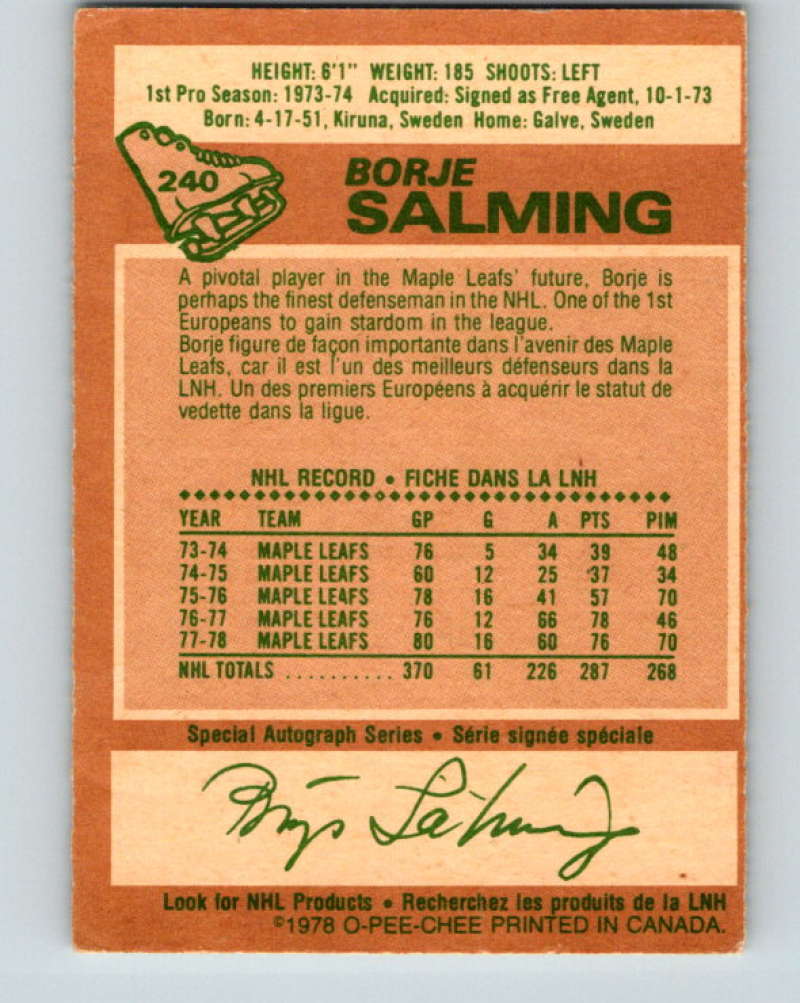 HEIGHT: 6'1" WEIGHT: 185 SHOOTS: LEFT
1st Pro Season: 1973-74 Acquired: Signed as Free Agent, 10-1-73
Born: 4-17-51, Kiruna, Sweden Home: Galve, Sweden
240
BORJE
SALMING
A pivotal player in the Maple Leafs' future, Borje is
perhaps the finest defenseman in the NHL. One of the 1st
Europeans to gain stardom in the league.
Borje figure de façon importante dans l'avenir des Maple
Leafs, car il est l'un des meilleurs défenseurs dans la
LNH. Un des premiers Européens à acquérir le statut de
vedette dans la ligue.
NHL RECORD • FICHE DANS LA LNH
YEAR TEAM GP G A PTS PIM
73-74 MAPLE LEAFS 76 5 34 39 48
74-75 MAPLE LEAFS 60 12 25 37 34
75-76 MAPLE LEAFS 78 16 41 57 70
76-77 MAPLE LEAFS 76 12 66 78 46
77-78 MAPLE LEAFS 80 16 60 76 70
NHL TOTALS .......... 370 61 226 287 268
Special Autograph Series • Série signée spéciale
Börje Salming
Look for NHL Products • Recherchez les produits de la LNH
©1978 O-PEE-CHEE PRINTED IN CANADA.